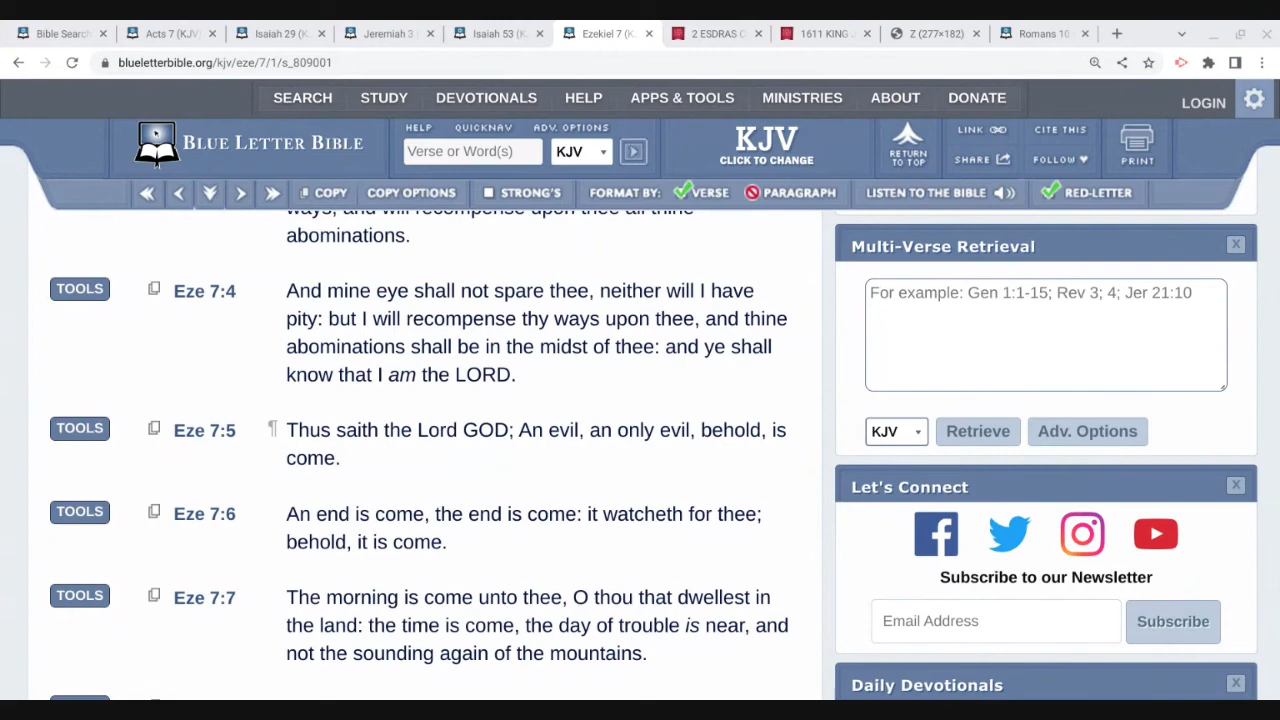 Bible Search
Acts 7 (KJV)
Isaiah 29 (K
Jeremiah 3
Isaiah 53 (K
Ezekiel 7 (K
2 ESDRAS C
1611 KING
Z (277×182)
Romans 10
blueletterbible.org/kjv/eze/7/1/s_809001
SEARCH STUDY DEVOTIONALS HELP APPS & TOOLS MINISTRIES ABOUT DONATE LOGIN
BLUE LETTER BIBLE
HELP QUICKNAV ADV. OPTIONS
Verse or Word(s) KJV
KJV
CLICK TO CHANGE
RETURN
TO TOP
LINK CITE THIS
SHARE FOLLOW
PRINT
COPY COPY OPTIONS STRONG'S FORMAT BY: VERSE PARAGRAPH LISTEN TO THE BIBLE RED-LETTER
ways, and will recompense upon thee all thine
abominations.
TOOLS Eze 7:4 And mine eye shall not spare thee, neither will I have
pity: but I will recompense thy ways upon thee, and thine
abominations shall be in the midst of thee: and ye shall
know that I am the LORD.
TOOLS Eze 7:5 ¶ Thus saith the Lord GOD; An evil, an only evil, behold, is
come.
TOOLS Eze 7:6 An end is come, the end is come: it watcheth for thee;
behold, it is come.
TOOLS Eze 7:7 The morning is come unto thee, O thou that dwellest in
the land: the time is come, the day of trouble is near, and
not the sounding again of the mountains.
Multi-Verse Retrieval X
For example: Gen 1:1-15; Rev 3; 4; Jer 21:10
KJV Retrieve Adv. Options
Let's Connect X
Subscribe to our Newsletter
Email Address Subscribe
Daily Devotionals X